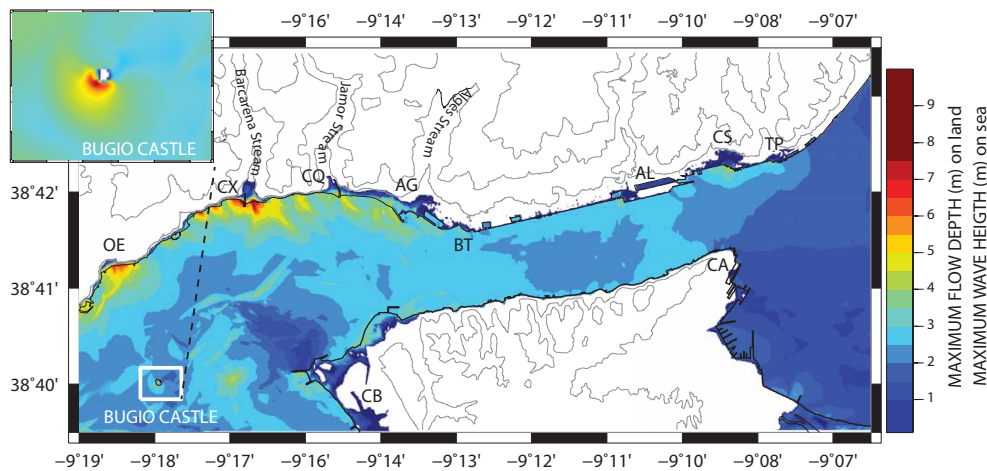 −9°16' −9°14' −9°13' −9°12' −9°11' −9°10' −9°08' −9°07'
BUGIO CASTLE
Barcarena Stream
Jamor Stream
Algés Stream
CX
CQ
AG
AL
CS
TP
OE
BT
CA
CB
BUGIO CASTLE
38°42'
38°41'
38°40'
−9°19' −9°18' −9°17' −9°16' −9°14' −9°13' −9°12' −9°11' −9°10' −9°08' −9°07'
9
8
7
6
5
4
3
2
1
MAXIMUM FLOW DEPTH (m) on land
MAXIMUM WAVE HEIGTH (m) on sea